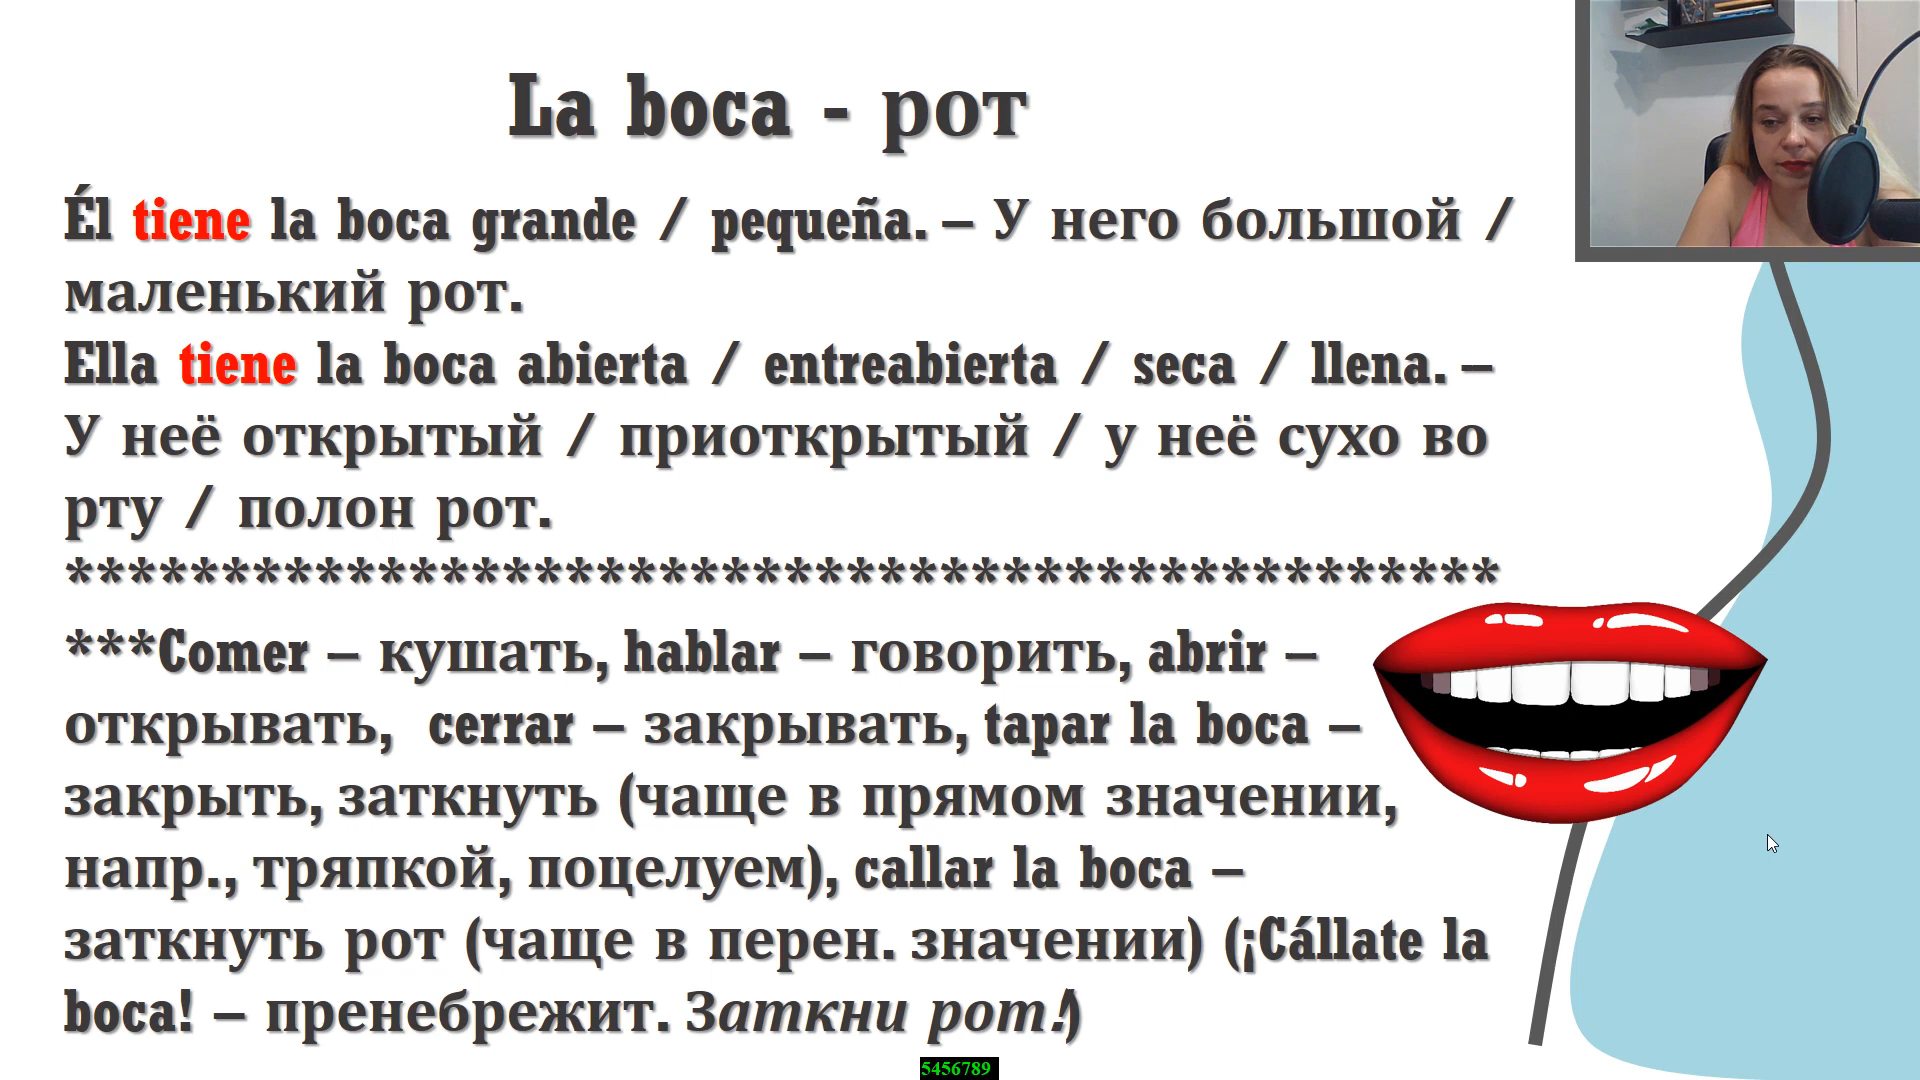 La boca - рот
Él tiene la boca grande / pequeña. – У него большой /
маленький рот.
Ella tiene la boca abierta / entreabierta / seca / llena. –
У неё открытый / приоткрытый / у неё сухо во
рту / полон рот.
**********************************************
***Comer – кушать, hablar – говорить, abrir –
открывать, cerrar – закрывать, tapar la boca –
закрыть, заткнуть (чаще в прямом значении,
напр., тряпкой, поцелуем), callar la boca –
заткнуть рот (чаще в перен. значении) (¡Cállate la
boca! – пренебрежит. Заткни рот!)
5456789